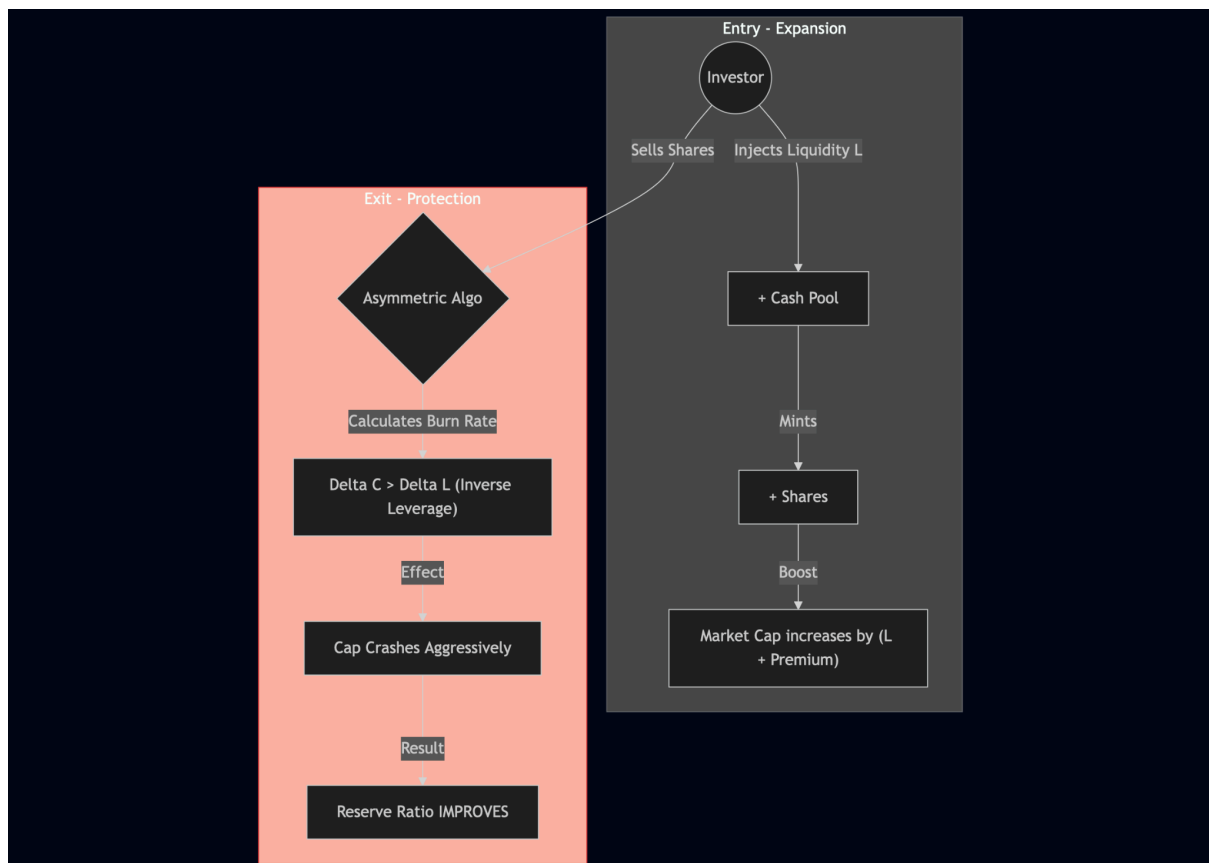 Entry - Expansion
Investor
Sells Shares
Injects Liquidity L
Exit - Protection
Asymmetric Algo
+ Cash Pool
Calculates Burn Rate
Mints
Delta C > Delta L (Inverse
Leverage)
+ Shares
Effect
Boost
Cap Crashes Aggressively
Market Cap increases by (L
+ Premium)
Result
Reserve Ratio IMPROVES